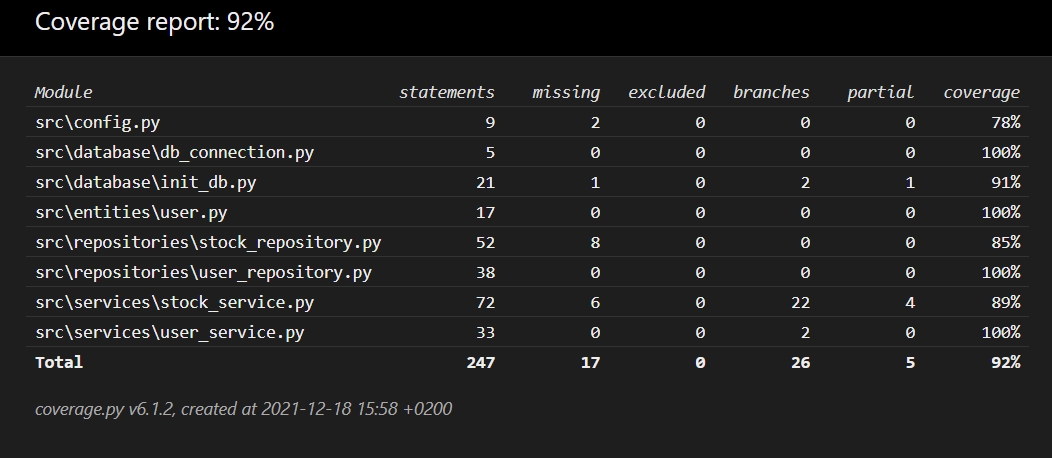 Coverage report: 92%
Module statements missing excluded branches partial coverage
src\config.py 9 2 0 0 0 78%
src\database\db_connection.py 5 0 0 0 0 100%
src\database\init_db.py 21 1 0 2 1 91%
src\entities\user.py 17 0 0 0 0 100%
src\repositories\stock_repository.py 52 8 0 0 0 85%
src\repositories\user_repository.py 38 0 0 0 0 100%
src\services\stock_service.py 72 6 0 22 4 89%
src\services\user_service.py 33 0 0 2 0 100%
Total 247 17 0 26 5 92%
coverage.py v6.1.2, created at 2021-12-18 15:58 +0200